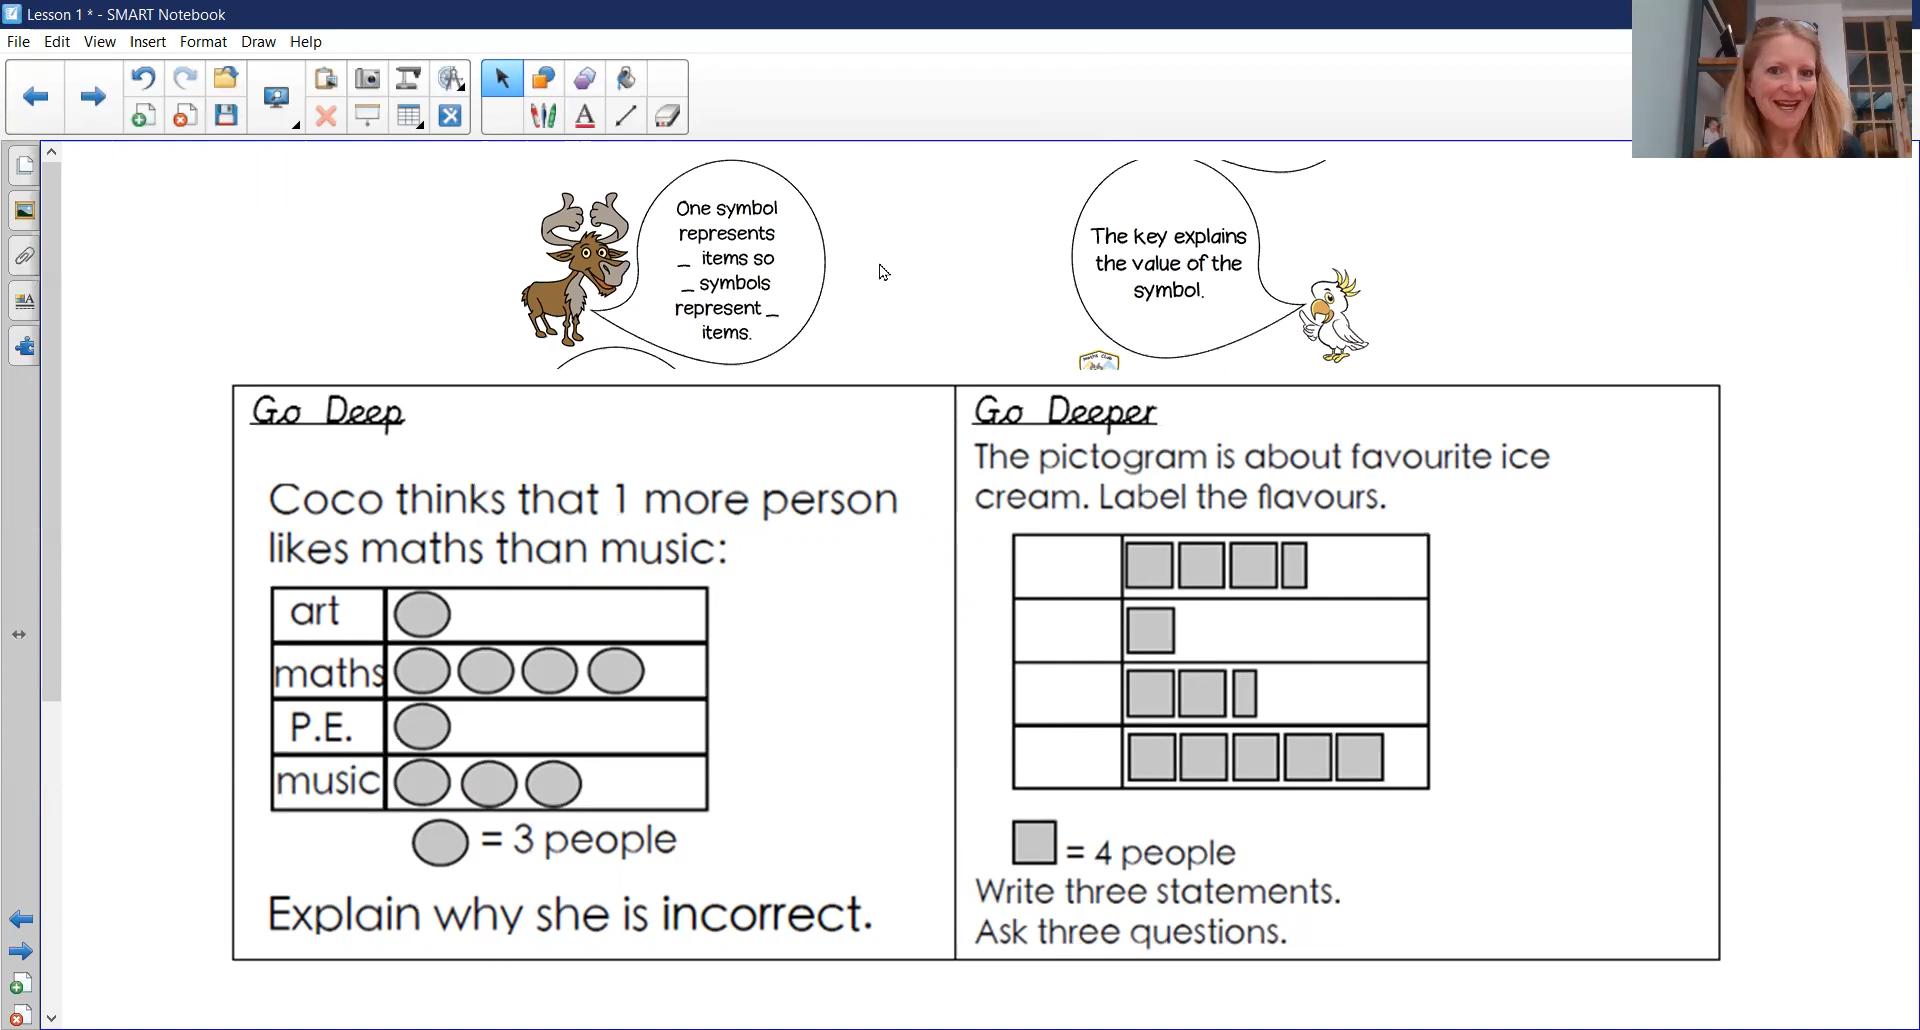 Lesson 1 * - SMART Notebook
File Edit View Insert Format Draw Help
One symbol
represents
_ items so
_ symbols
represent _
items.
The key explains
the value of the
symbol.
Maths Club
Go Deep
Coco thinks that 1 more person
likes maths than music:
art
maths
P.E.
music
= 3 people
Explain why she is incorrect.
Go Deeper
The pictogram is about favourite ice
cream. Label the flavours.
= 4 people
Write three statements.
Ask three questions.